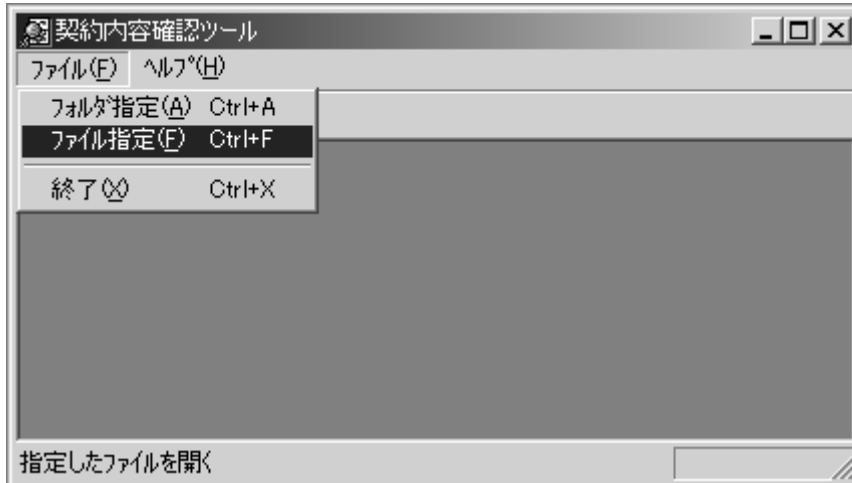 契約内容確認ツール
ﾌｧｲﾙ(F) ﾍﾙﾌﾟ(H)
ﾌｫﾙﾀﾞ指定(A) Ctrl+A
ﾌｧｲﾙ指定(F) Ctrl+F
終了(X) Ctrl+X
指定したﾌｧｲﾙを開く